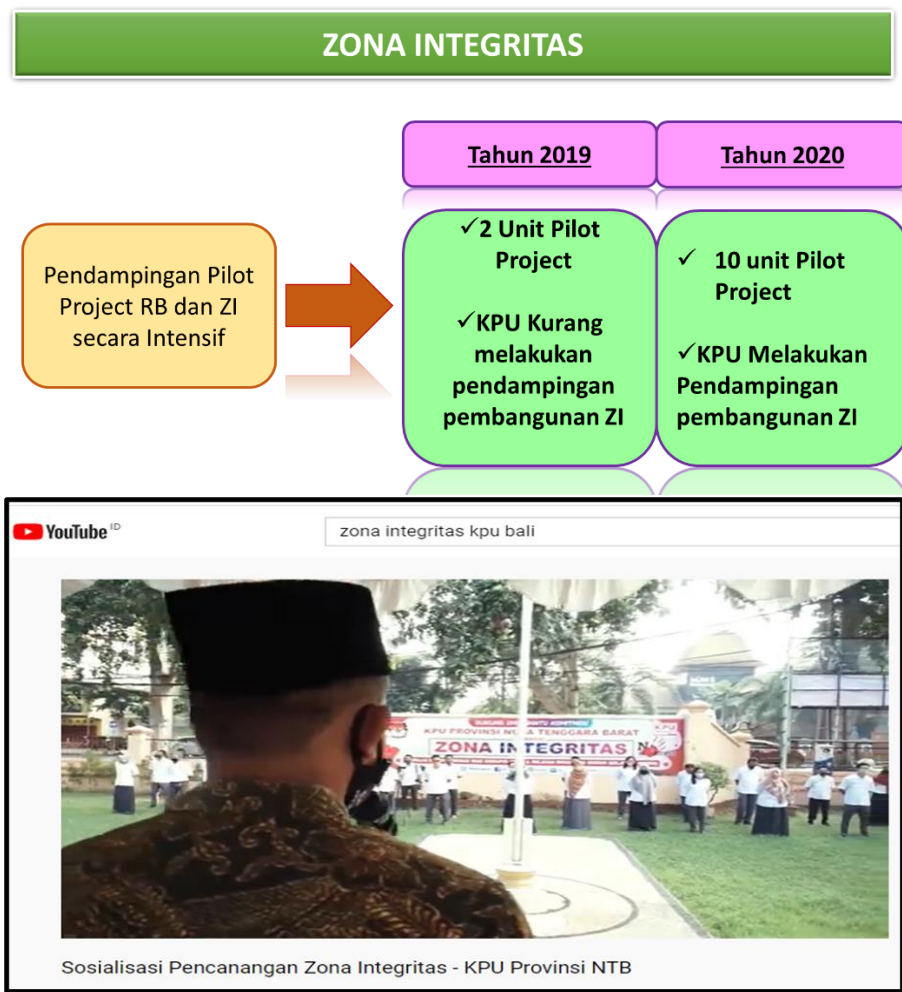 ZONA INTEGRITAS
Tahun 2019
Tahun 2020
Pendampingan Pilot
Project RB dan ZI
secara Intensif
✓2 Unit Pilot
Project
✓KPU Kurang
melakukan
pendampingan
pembangunan ZI
✓ 10 unit Pilot
Project
✓KPU Melakukan
Pendampingan
pembangunan ZI
YouTube ID
zona integritas kpu bali
KPU PROVINSI NUSA TENGGARA BARAT
ZONA INTEGRITAS
Sosialisasi Pencanangan Zona Integritas - KPU Provinsi NTB